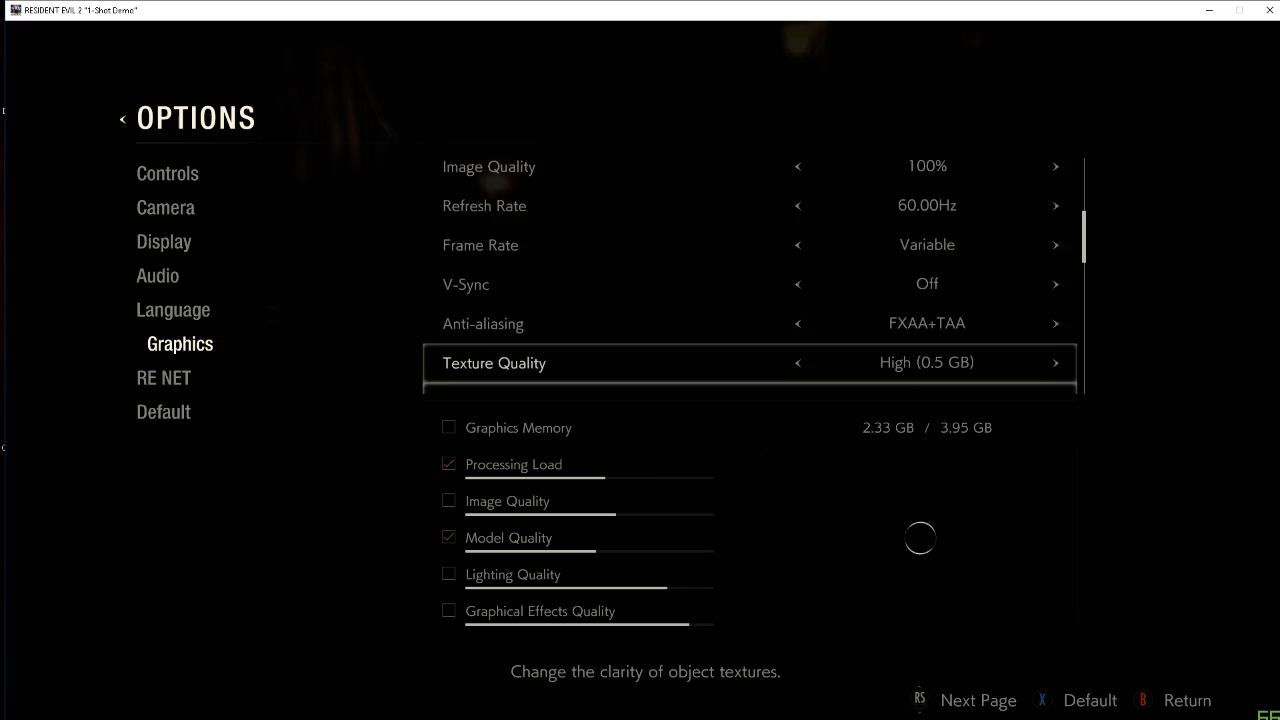 RESIDENT EVIL 2 "1-Shot Demo"
OPTIONS
Controls
Camera
Display
Audio
Language
Graphics
RE NET
Default
Image Quality 100%
Refresh Rate 60.00Hz
Frame Rate Variable
V-Sync Off
Anti-aliasing FXAA+TAA
Texture Quality High (0.5 GB)
Graphics Memory 2.33 GB / 3.95 GB
Processing Load
Image Quality
Model Quality
Lighting Quality
Graphical Effects Quality
Change the clarity of object textures.
RS Next Page X Default B Return